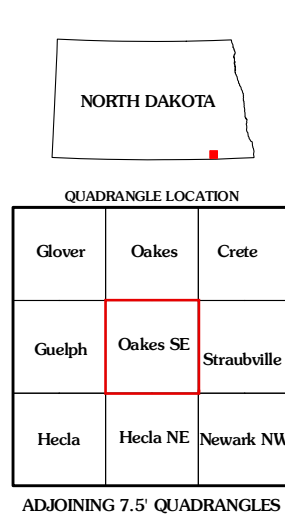 NORTH DAKOTA
QUADRANGLE LOCATION
Glover Oakes Crete
Guelph Oakes SE Straubville
Hecla Hecla NE Newark NW
ADJOINING 7.5' QUADRANGLES